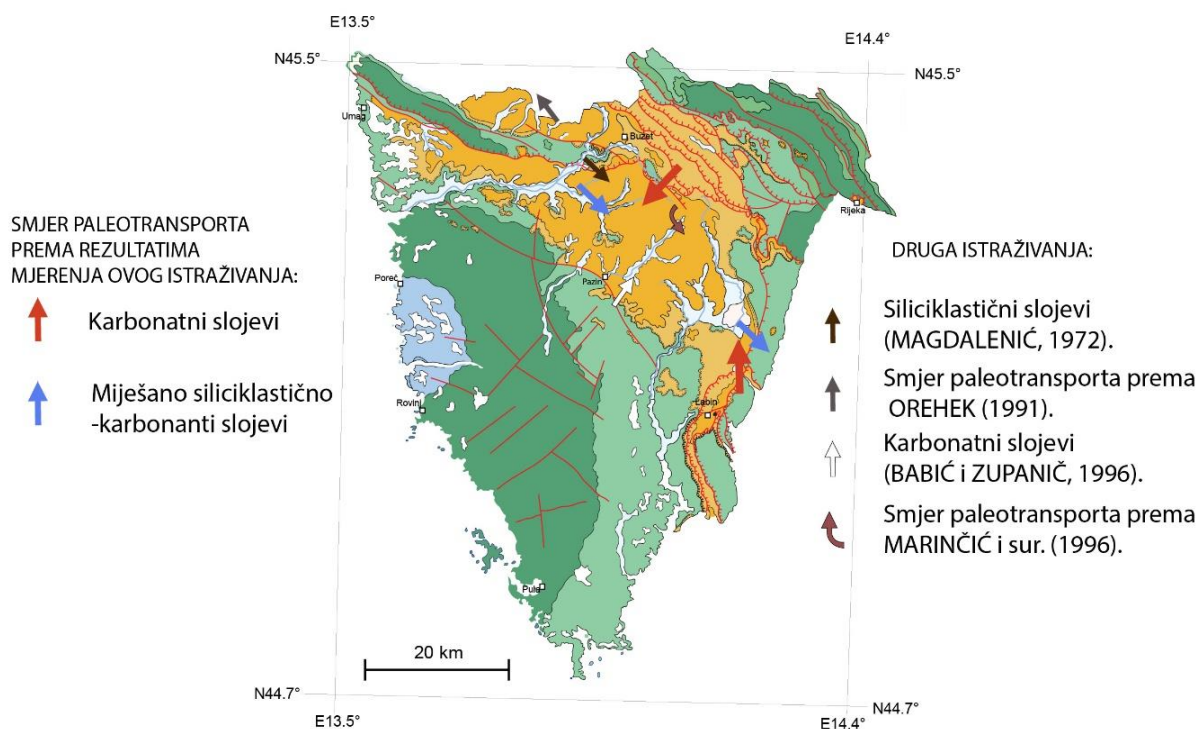 E13.5°
E14.4°
N45.5°
N45.5°
Umag
Buzet
Rijeka
SMJER PALEOTRANSPORTA
PREMA REZULTATIMA
MJERENJA OVOG ISTRAŽIVANJA:
Karbonatni slojevi
Miješano siliciklastično
-karbonanti slojevi
Poreč
Pazin
Rovinj
Labin
Pula
DRUGA ISTRAŽIVANJA:
Siliciklastični slojevi
(MAGDALENIĆ, 1972).
Smjer paleotransporta prema
OREHEK (1991).
Karbonatni slojevi
(BABIĆ i ZUPANIČ, 1996).
Smjer paleotransporta prema
MARINČIĆ i sur. (1996).
20 km
N44.7°
N44.7°
E13.5°
E14.4°